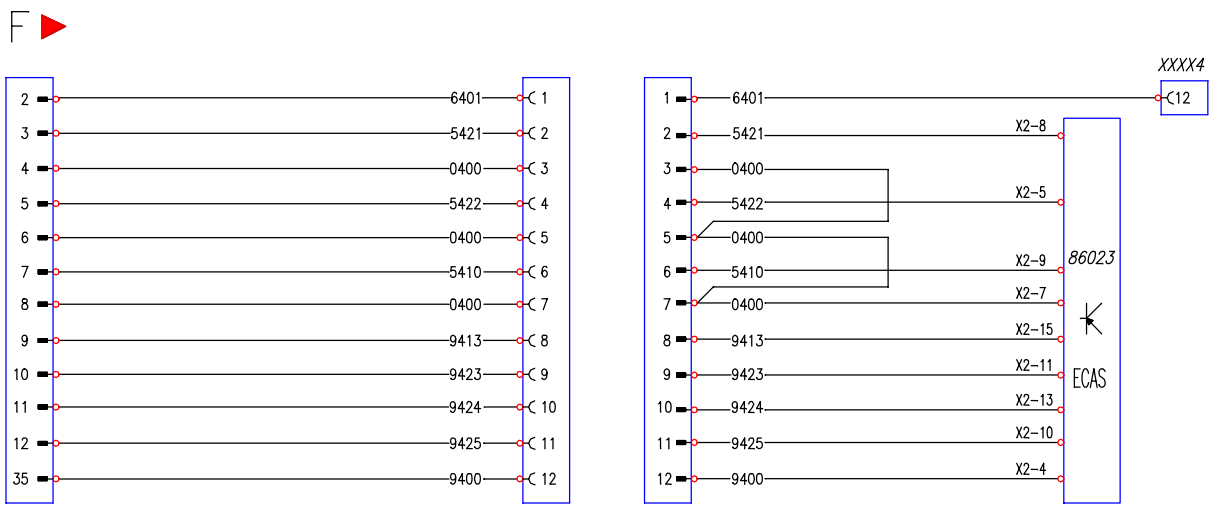 F
XXXX4
2 6401 1 1 6401 12
3 5421 2 2 5421 X2-8
4 0400 3 3 0400
5 5422 4 4 5422 X2-5
6 0400 5 5 0400
7 5410 6 6 5410 X2-9 86023
8 0400 7 7 0400 X2-7
9 9413 8 8 9413 X2-15
10 9423 9 9 9423 X2-11 ECAS
11 9424 10 10 9424 X2-13
12 9425 11 11 9425 X2-10
35 9400 12 12 9400 X2-4